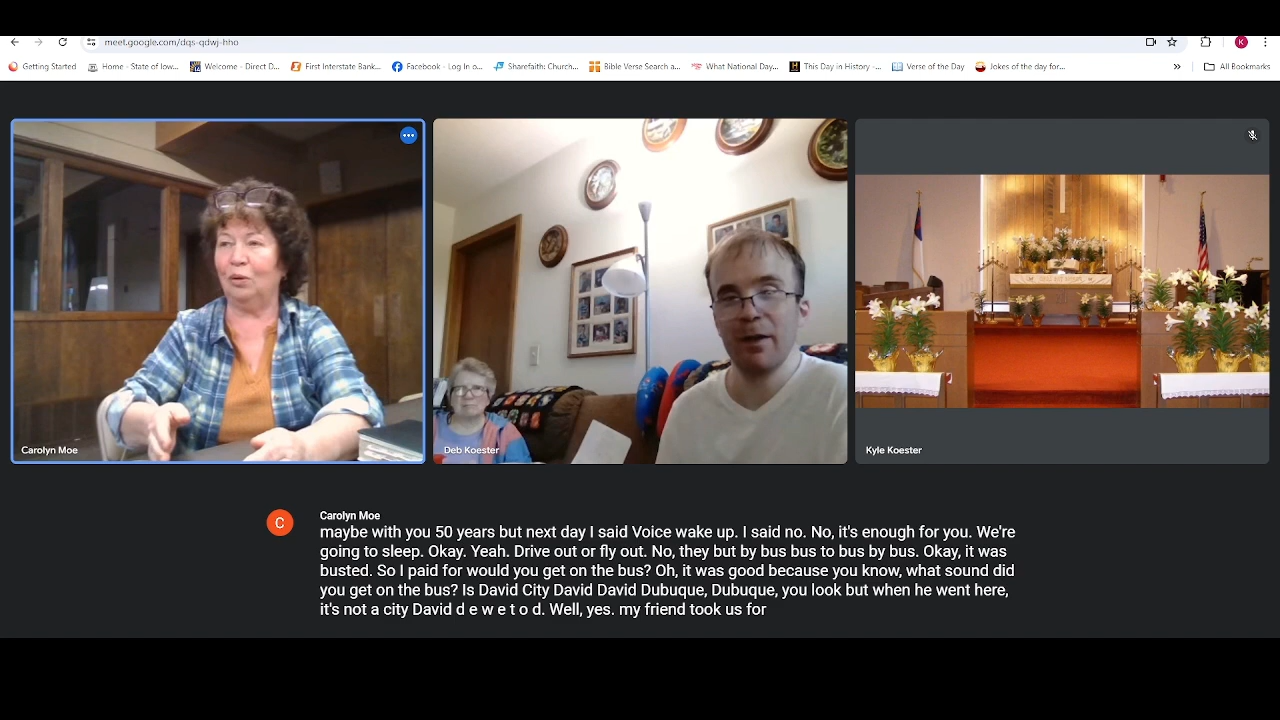 meet.google.com/dqs-qdwj-hho
Getting Started Home - State of Iow... Welcome - Direct D... First Interstate Bank... Facebook - Log In o... Sharefaith: Church... Bible Verse Search a... What National Day... This Day in History -... Verse of the Day Jokes of the day for... » All Bookmarks
K
Carolyn Moe
Deb Koester
Kyle Koester
C
Carolyn Moe
maybe with you 50 years but next day I said Voice wake up. I said no. No, it's enough for you. We're
going to sleep. Okay. Yeah. Drive out or fly out. No, they but by bus bus to bus by bus. Okay, it was
busted. So I paid for would you get on the bus? Oh, it was good because you know, what sound did
you get on the bus? Is David City David David Dubuque, Dubuque, you look but when he went here,
it's not a city David d e w e t o d. Well, yes. my friend took us for